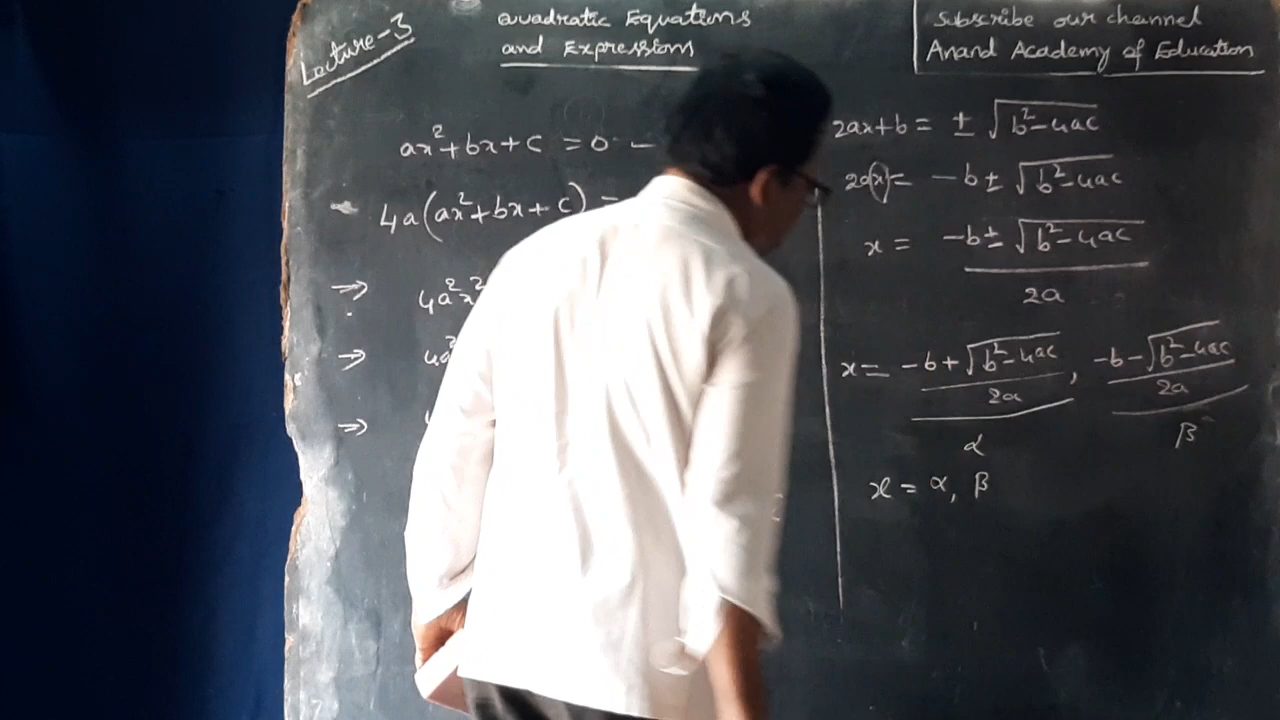 Lecture-3
Quadratic Equations
and Expressions
Subscribe our channel
Anand Academy of Education
ax²+bx+c = 0 —
4a(ax²+bx+c) =
⇒ 4a²x²
⇒
⇒
2ax+b = ± √b²-4ac
2a(x) = -b ± √b²-4ac
x = -b ± √b²-4ac
2a
x = -b+√b²-4ac , -b-√b²-4ac
2a 2a
α β
x = α, β